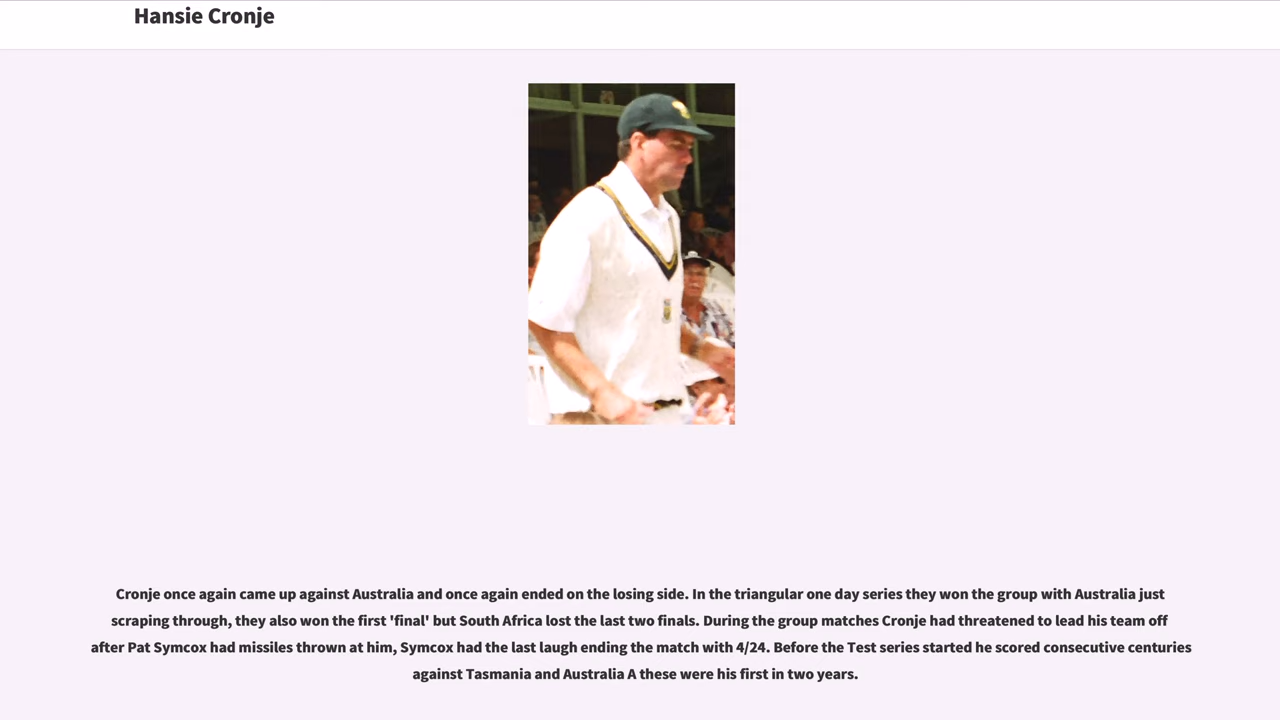 Hansie Cronje
Cronje once again came up against Australia and once again ended on the losing side. In the triangular one day series they won the group with Australia just
scraping through, they also won the first 'final' but South Africa lost the last two finals. During the group matches Cronje had threatened to lead his team off
after Pat Symcox had missiles thrown at him, Symcox had the last laugh ending the match with 4/24. Before the Test series started he scored consecutive centuries
against Tasmania and Australia A these were his first in two years.